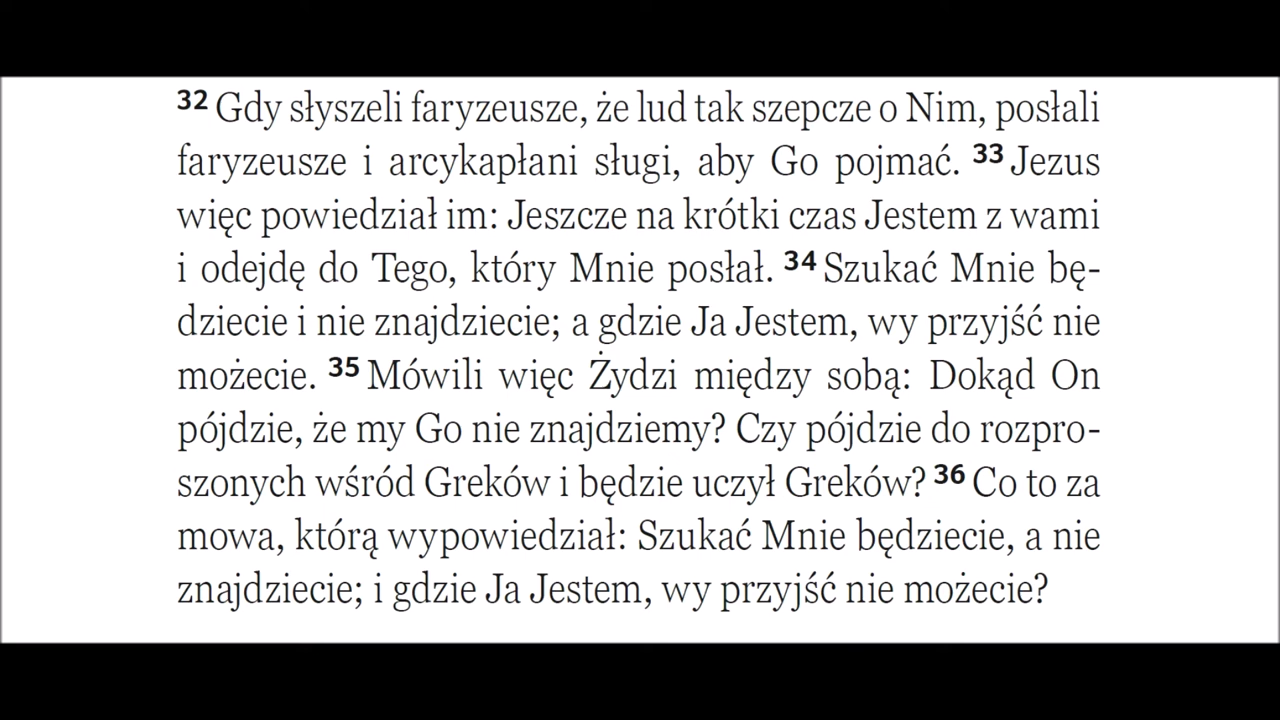 32 Gdy słyszeli faryzeusze, że lud tak szepcze o Nim, posłali
faryzeusze i arcykapłani sługi, aby Go pojmać. 33 Jezus
więc powiedział im: Jeszcze na krótki czas Jestem z wami
i odejdę do Tego, który Mnie posłał. 34 Szukać Mnie bę-
dziecie i nie znajdziecie; a gdzie Ja Jestem, wy przyjść nie
możecie. 35 Mówili więc Żydzi między sobą: Dokąd On
pójdzie, że my Go nie znajdziemy? Czy pójdzie do rozpro-
szonych wśród Greków i będzie uczył Greków? 36 Co to za
mowa, którą wypowiedział: Szukać Mnie będziecie, a nie
znajdziecie; i gdzie Ja Jestem, wy przyjść nie możecie?